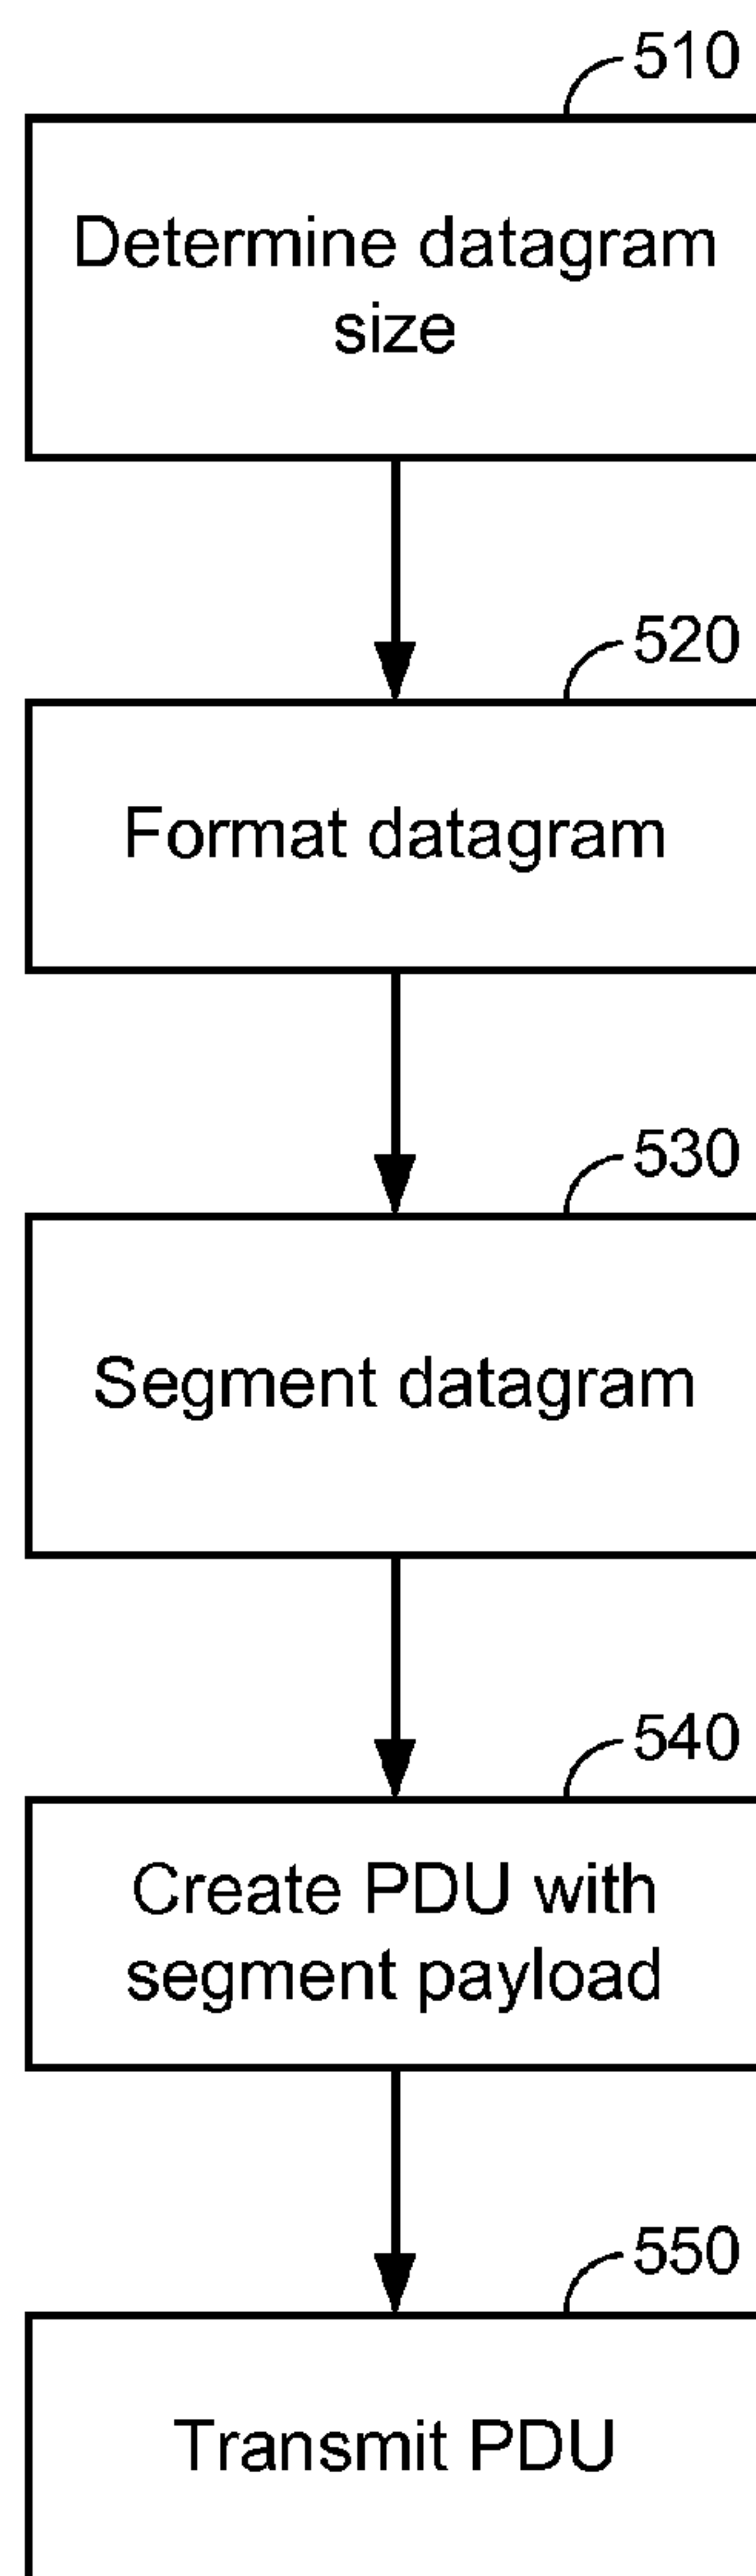 510
Determine datagram
size
520
Format datagram
530
Segment datagram
540
Create PDU with
segment payload
550
Transmit PDU